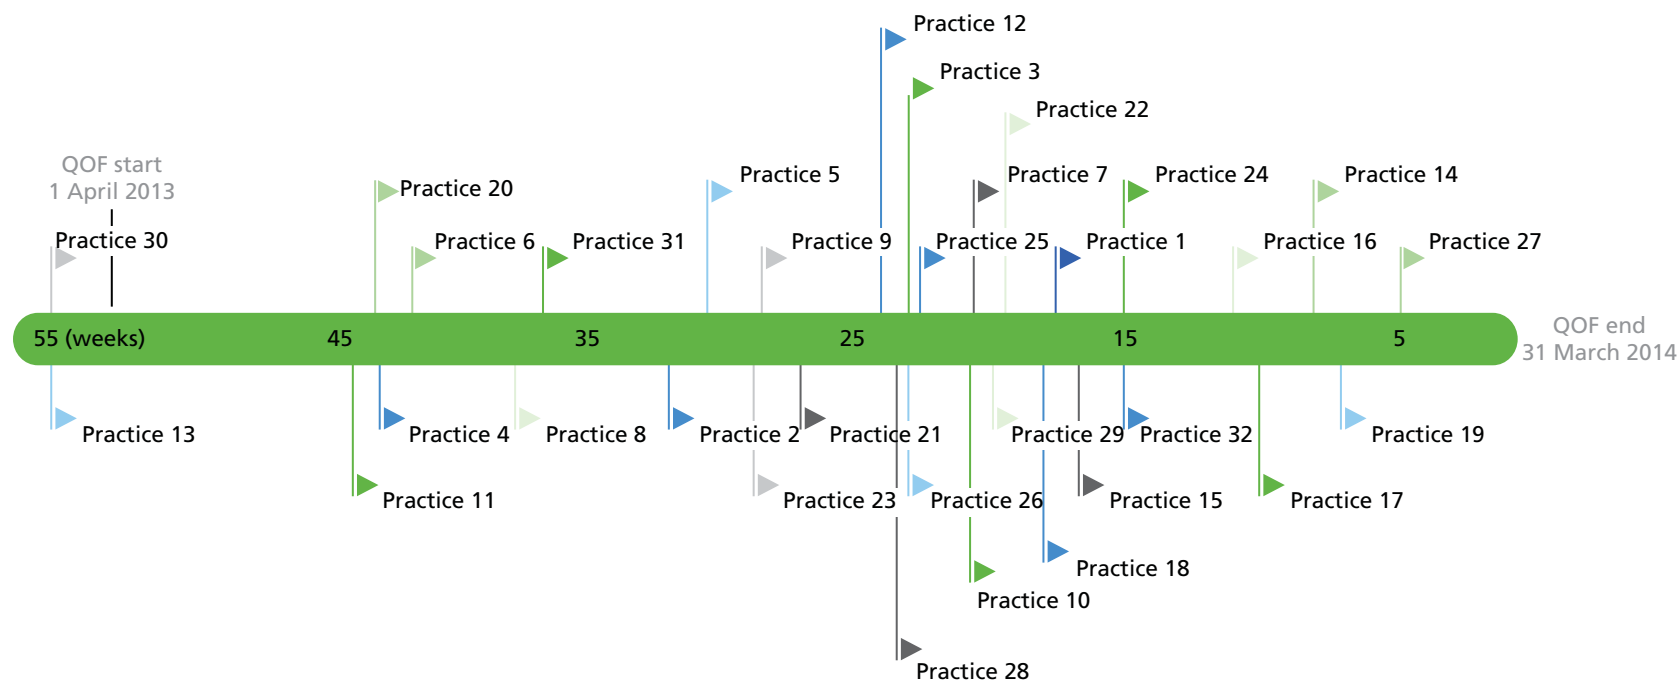 Practice 12
Practice 3
Practice 22
QOF start
1 April 2013
Practice 20
Practice 5
Practice 7
Practice 24
Practice 14
Practice 30
Practice 6
Practice 31
Practice 9
Practice 25
Practice 1
Practice 16
Practice 27
55 (weeks)
45
35
25
15
5
QOF end
31 March 2014
Practice 13
Practice 4
Practice 8
Practice 2
Practice 21
Practice 29
Practice 32
Practice 19
Practice 11
Practice 23
Practice 26
Practice 15
Practice 17
Practice 18
Practice 10
Practice 28